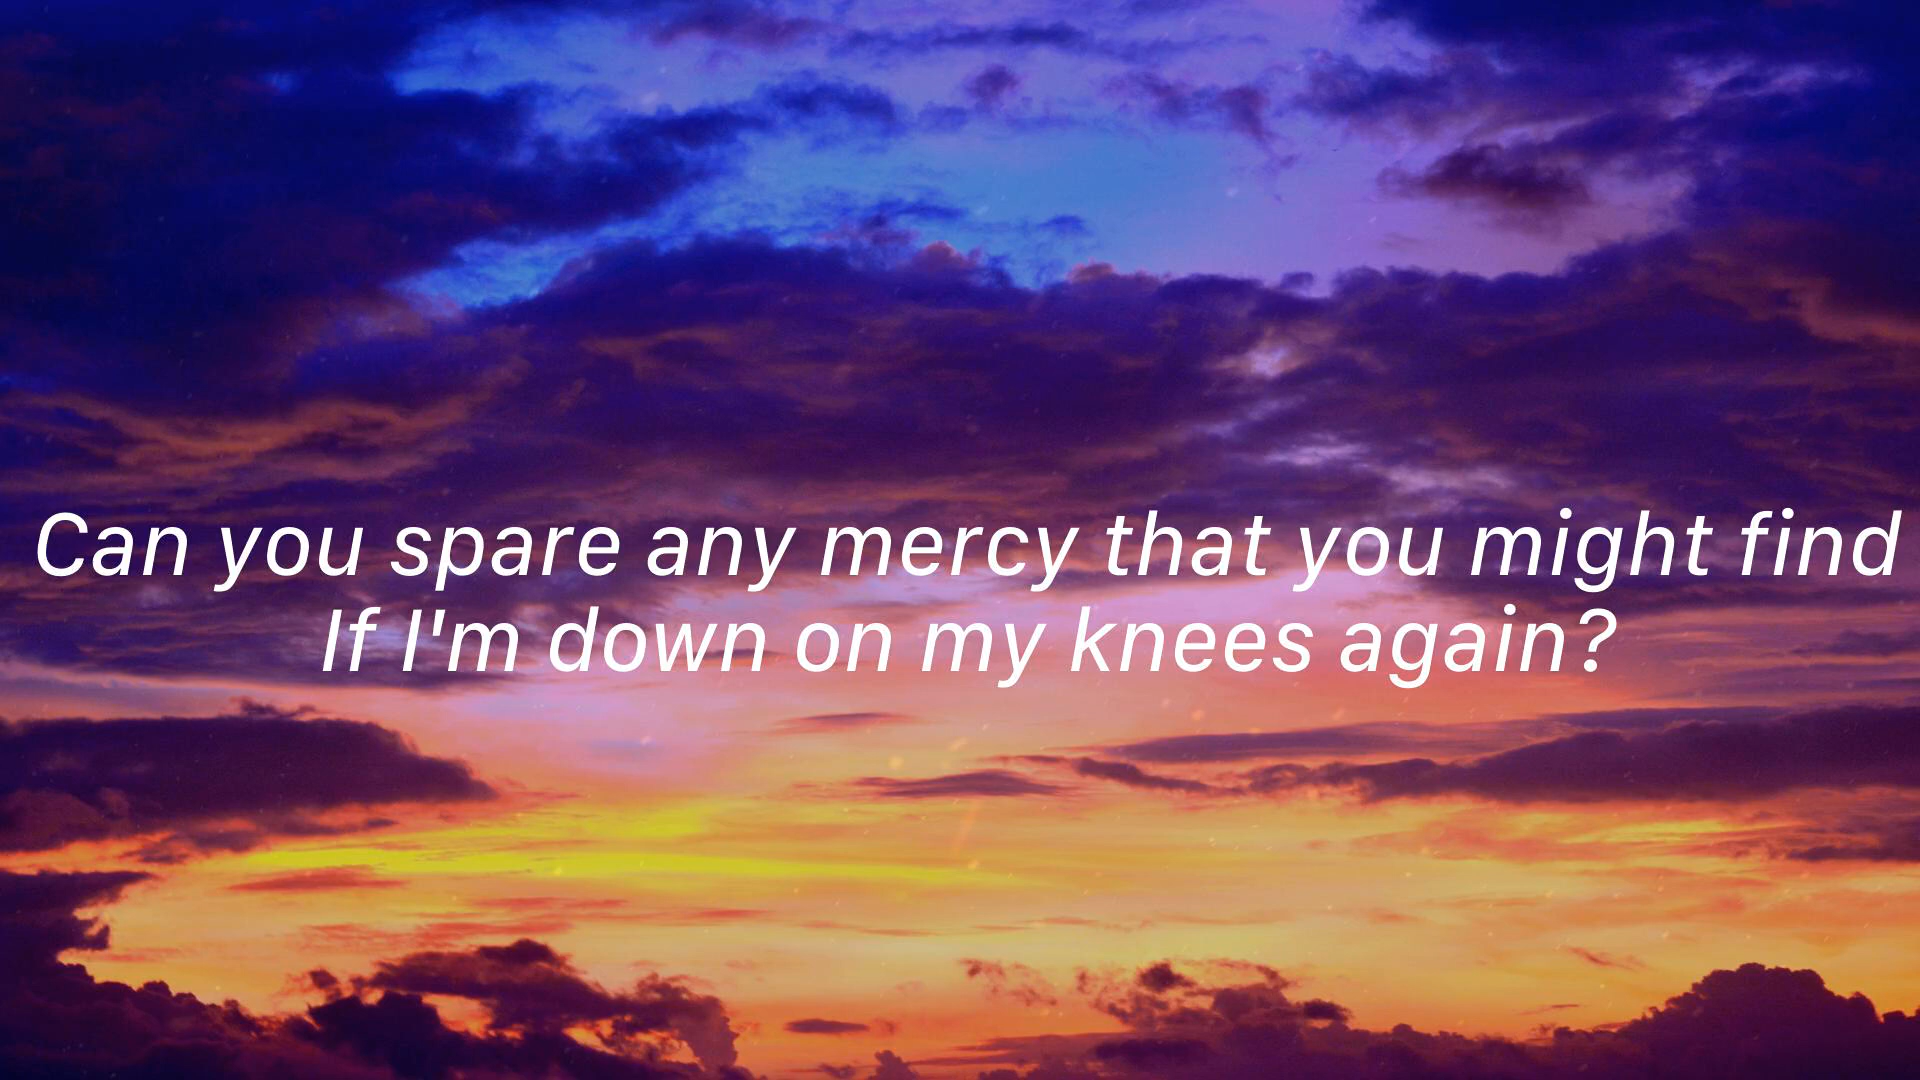 Can you spare any mercy that you might find
If I'm down on my knees again?